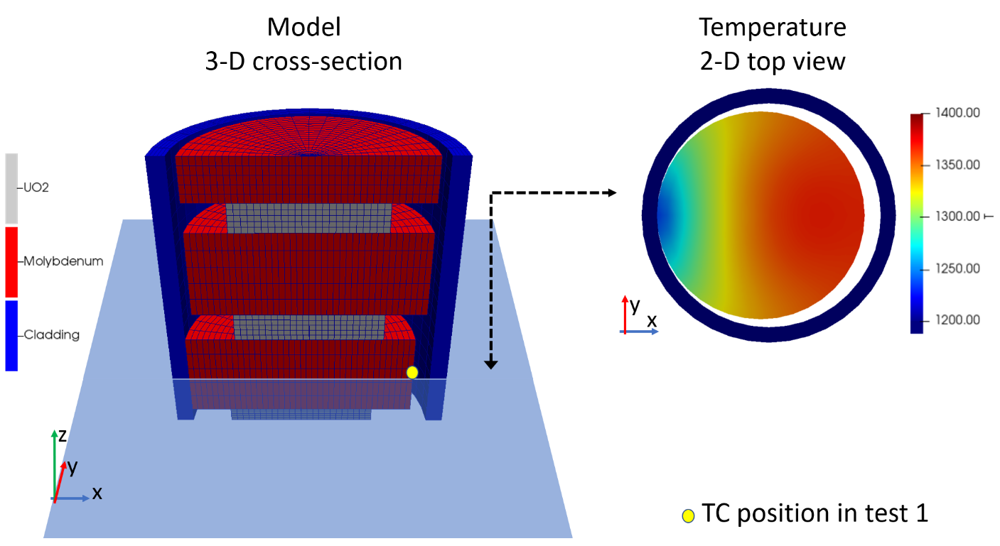 Model
3-D cross-section
Temperature
2-D top view
UO2
Molybdenum
Cladding
z
y
x
y
x
1400.00
1350.00
1300.00 T
1250.00
1200.00
TC position in test 1